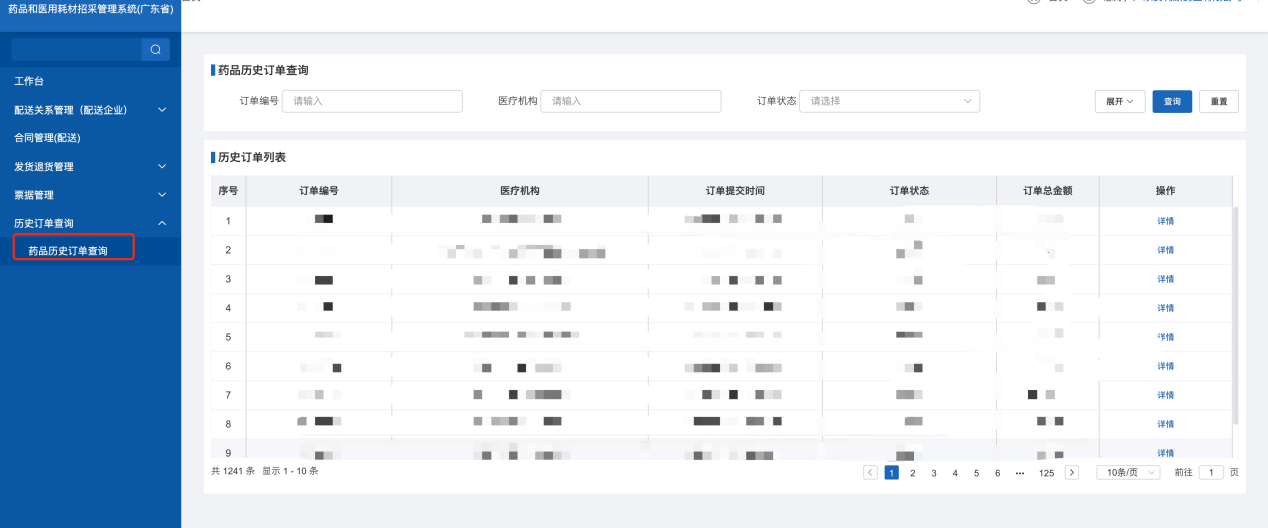 药品和医用耗材招采管理系统(广东省)
工作台
配送关系管理（配送企业）
合同管理(配送)
发货退货管理
票据管理
历史订单查询
药品历史订单查询
药品历史订单查询
订单编号 请输入 医疗机构 请输入 订单状态 请选择 展开 查询 重置
历史订单列表
序号 订单编号 医疗机构 订单提交时间 订单状态 订单总金额 操作
1 详情
2 详情
3 详情
4 详情
5 详情
6 详情
7 详情
8 详情
9 详情
共 1241 条 显示 1 - 10 条 < 1 2 3 4 5 6 ••• 125 > 10条/页 前往 1 页